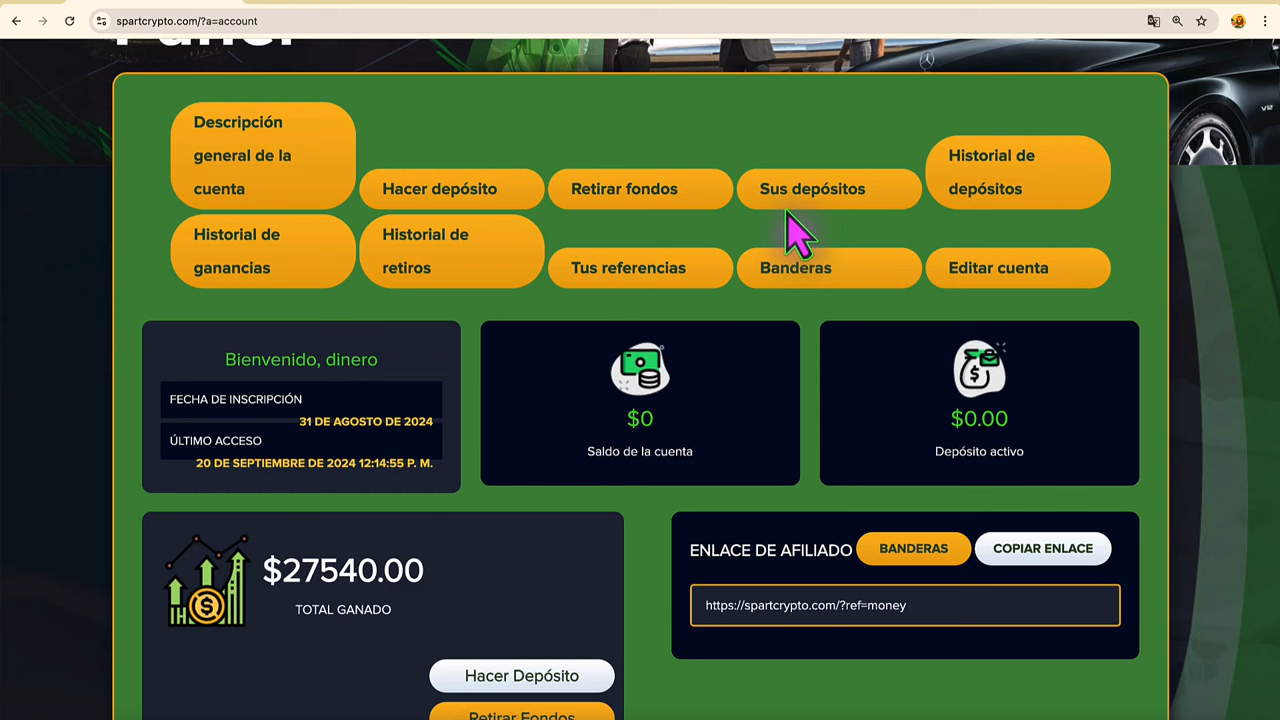 spartcrypto.com/?a=account
Panel
Descripción
general de la
cuenta
Hacer depósito
Retirar fondos
Sus depósitos
Historial de
depósitos
Historial de
ganancias
Historial de
retiros
Tus referencias
Banderas
Editar cuenta
Bienvenido, dinero
FECHA DE INSCRIPCIÓN
31 DE AGOSTO DE 2024
ÚLTIMO ACCESO
20 DE SEPTIEMBRE DE 2024 12:14:55 P. M.
$0
Saldo de la cuenta
$0.00
Depósito activo
$27540.00
TOTAL GANADO
Hacer Depósito
Retirar Fondos
ENLACE DE AFILIADO
BANDERAS
COPIAR ENLACE
https://spartcrypto.com/?ref=money